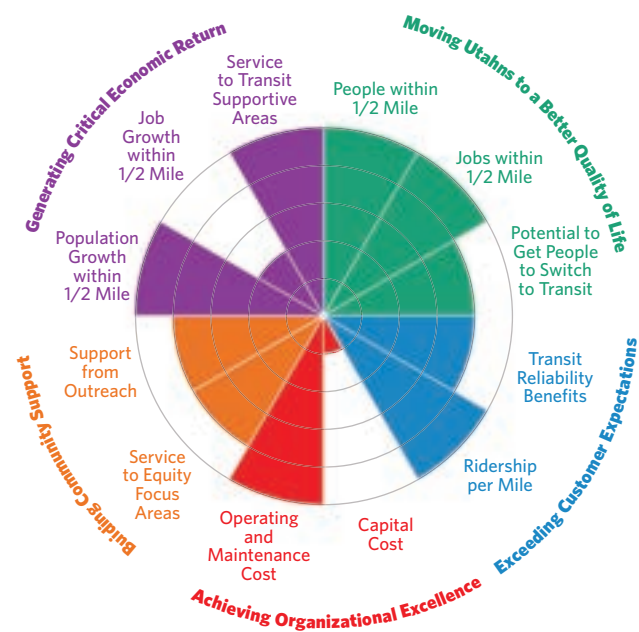 Generating Critical Economic Return
Moving Utahns to a Better Quality of Life
Service
to Transit
Supportive
Areas
People within
1/2 Mile
Job
Growth
within
1/2 Mile
Jobs within
1/2 Mile
Population
Growth
within
1/2 Mile
Potential to
Get People
to Switch
to Transit
Support
from
Outreach
Transit
Reliability
Benefits
Service
to Equity
Focus
Areas
Ridership
per Mile
Operating
and
Maintenance
Cost
Capital
Cost
Buiding Community Support
Exceeding Customer Expectations
Achieving Organizational Excellence